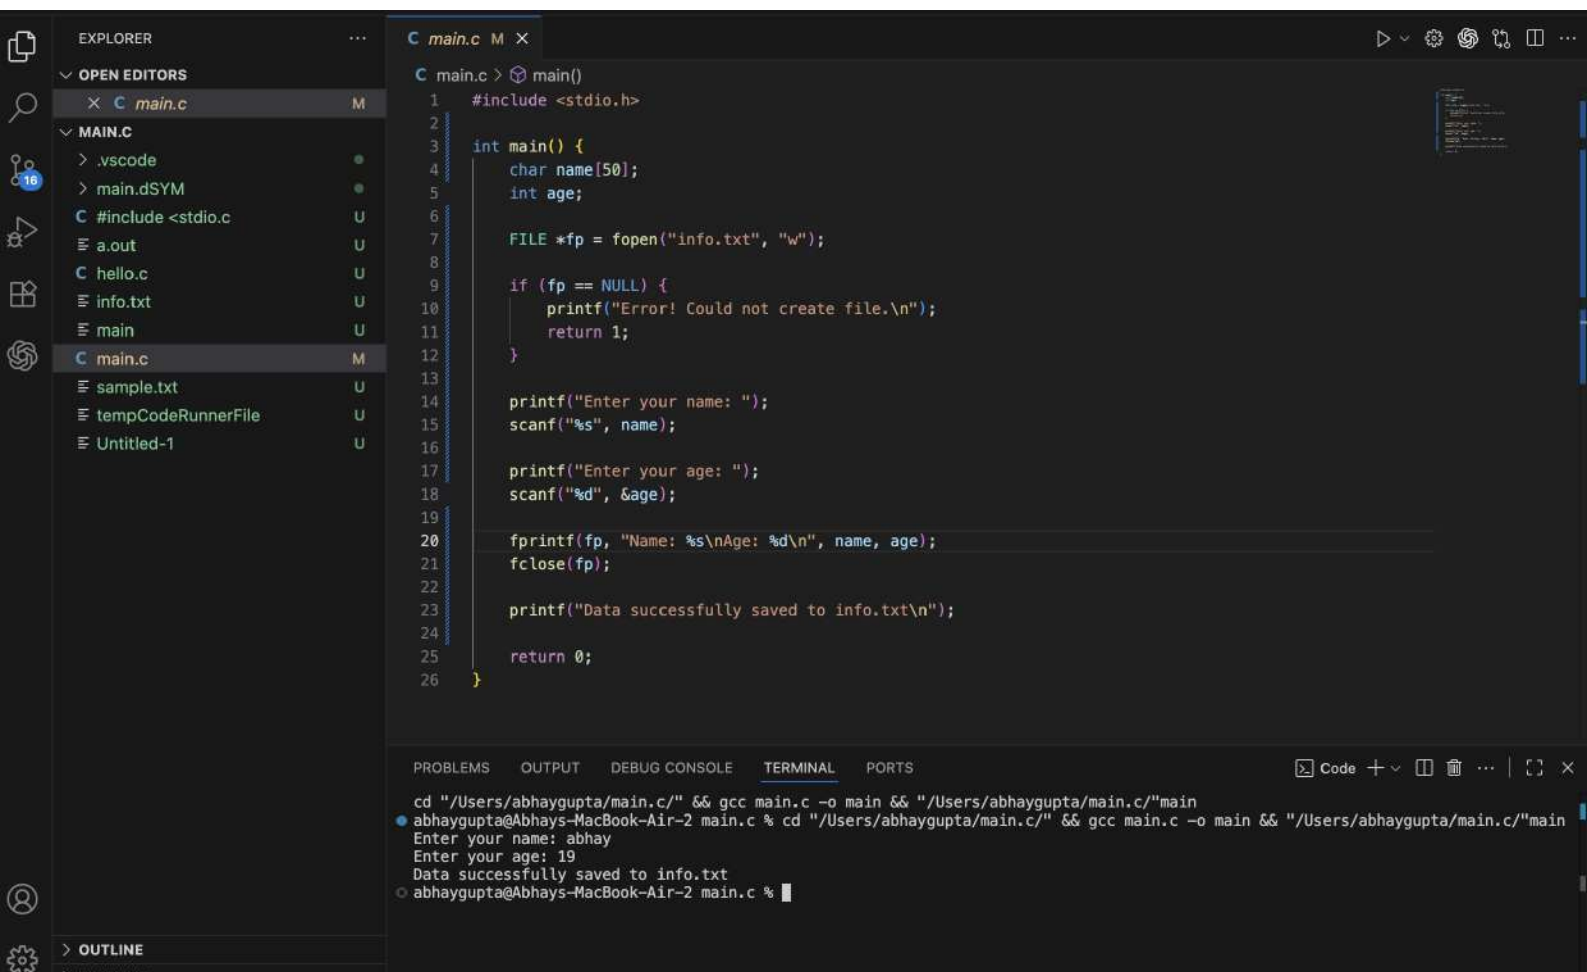 EXPLORER ...
OPEN EDITORS
C main.c M
MAIN.C
.vscode
main.dSYM
C #include <stdio.c U
a.out U
C hello.c U
info.txt U
main U
C main.c M
sample.txt U
tempCodeRunnerFile U
Untitled-1 U
OUTLINE
16
C main.c M
C main.c > main()
1 #include <stdio.h>
2
3 int main() {
4 char name[50];
5 int age;
6
7 FILE *fp = fopen("info.txt", "w");
8
9 if (fp == NULL) {
10 printf("Error! Could not create file.\n");
11 return 1;
12 }
13
14 printf("Enter your name: ");
15 scanf("%s", name);
16
17 printf("Enter your age: ");
18 scanf("%d", &age);
19
20 fprintf(fp, "Name: %s\nAge: %d\n", name, age);
21 fclose(fp);
22
23 printf("Data successfully saved to info.txt\n");
24
25 return 0;
26 }
PROBLEMS OUTPUT DEBUG CONSOLE TERMINAL PORTS Code
cd "/Users/abhaygupta/main.c/" && gcc main.c -o main && "/Users/abhaygupta/main.c/"main
abhaygupta@Abhays-MacBook-Air-2 main.c % cd "/Users/abhaygupta/main.c/" && gcc main.c -o main && "/Users/abhaygupta/main.c/"main
Enter your name: abhay
Enter your age: 19
Data successfully saved to info.txt
abhaygupta@Abhays-MacBook-Air-2 main.c %